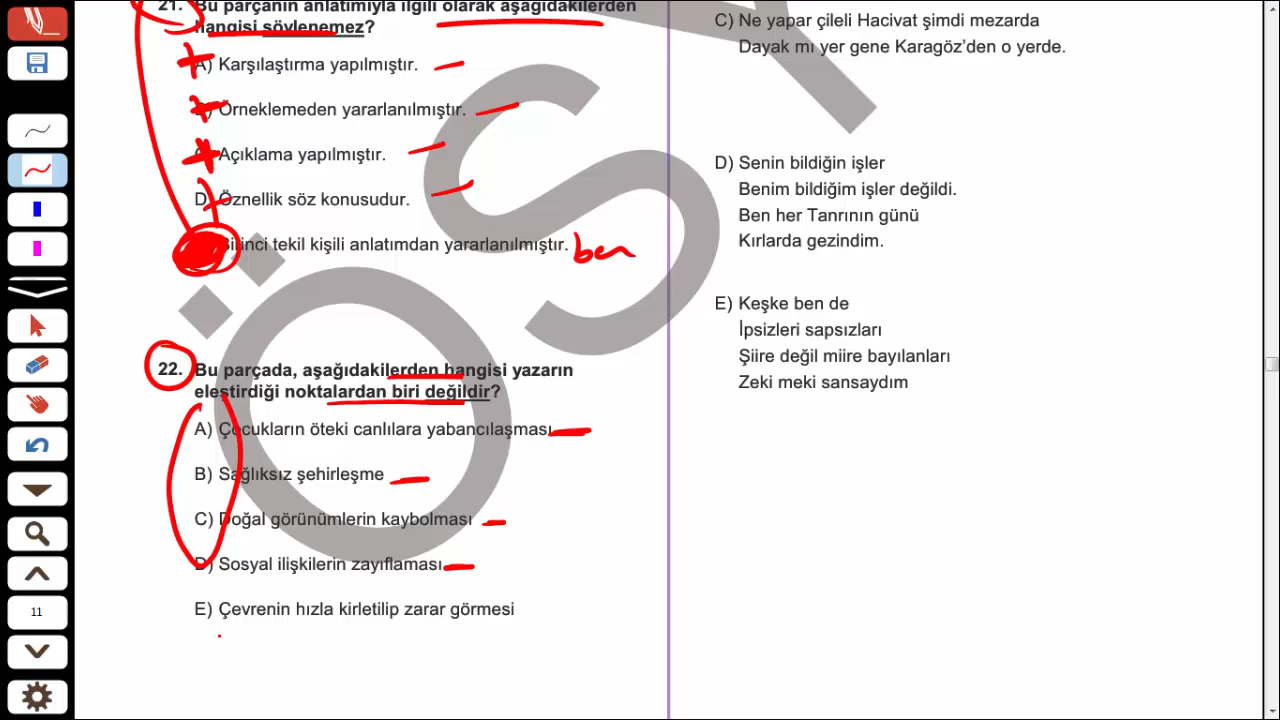 21. Bu parçanın anlatımıyla ilgili olarak aşağıdakilerden
hangisi söylenemez?
A) Karşılaştırma yapılmıştır.
B) Örneklemeden yararlanılmıştır.
C) Açıklama yapılmıştır.
D) Öznellik söz konusudur.
Birinci tekil kişili anlatımdan yararlanılmıştır. ben
22. Bu parçada, aşağıdakilerden hangisi yazarın
eleştirdiği noktalardan biri değildir?
A) Çocukların öteki canlılara yabancılaşması
B) Sağlıksız şehirleşme
C) Doğal görünümlerin kaybolması
D) Sosyal ilişkilerin zayıflaması
E) Çevrenin hızla kirletilip zarar görmesi
C) Ne yapar çileli Hacivat şimdi mezarda
Dayak mı yer gene Karagöz'den o yerde.
D) Senin bildiğin işler
Benim bildiğim işler değildi.
Ben her Tanrının günü
Kırlarda gezindim.
E) Keşke ben de
İpsizleri sapsızları
Şiire değil miire bayılanları
Zeki meki sansaydım
11